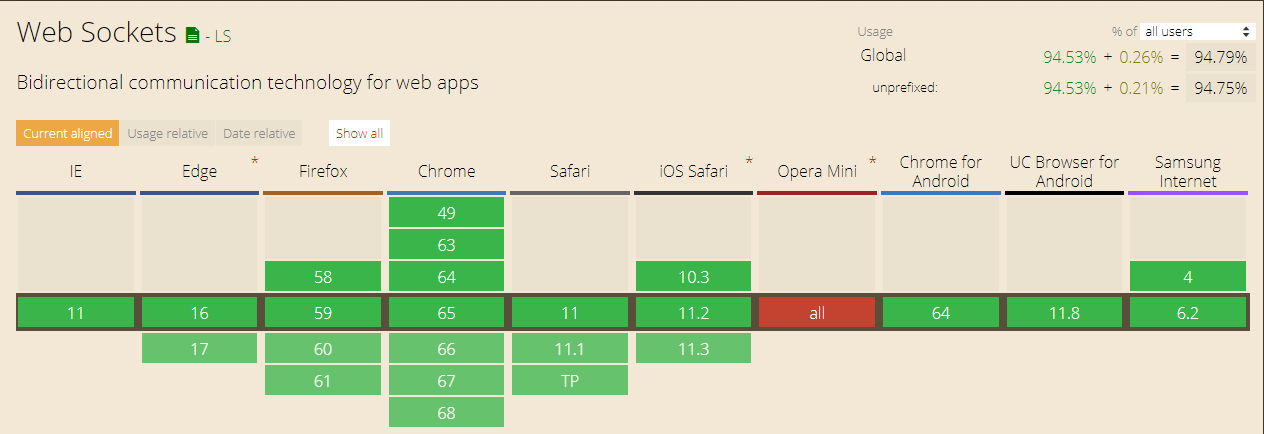 Web Sockets - LS
Usage % of all users
Global 94.53% + 0.26% = 94.79%
Bidirectional communication technology for web apps
unprefixed: 94.53% + 0.21% = 94.75%
Current aligned Usage relative Date relative Show all
IE Edge * Firefox Chrome Safari iOS Safari * Opera Mini * Chrome for Android UC Browser for Android Samsung Internet
49
63
58 64 10.3 4
11 16 59 65 11 11.2 all 64 11.8 6.2
17 60 66 11.1 11.3
61 67 TP
68